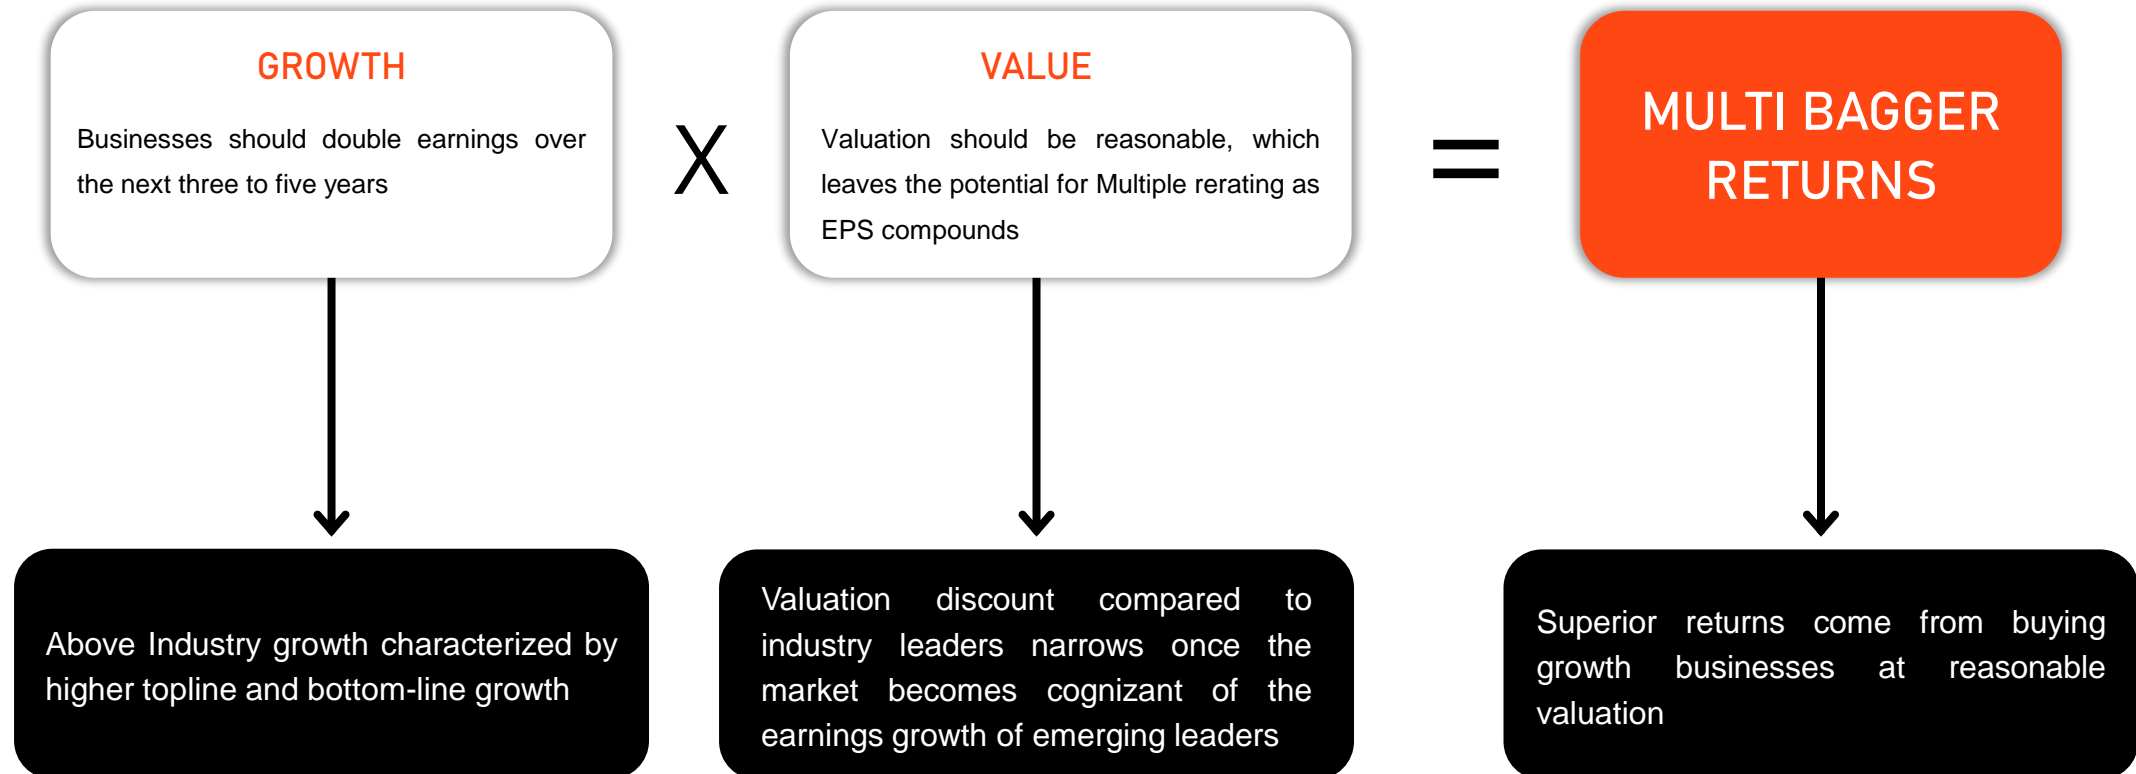 GROWTH
Businesses should double earnings over
the next three to five years
X
VALUE
Valuation should be reasonable, which
leaves the potential for Multiple rerating as
EPS compounds
=
MULTI BAGGER
RETURNS
Above Industry growth characterized by
higher topline and bottom-line growth
Valuation discount compared to
industry leaders narrows once the
market becomes cognizant of the
earnings growth of emerging leaders
Superior returns come from buying
growth businesses at reasonable
valuation